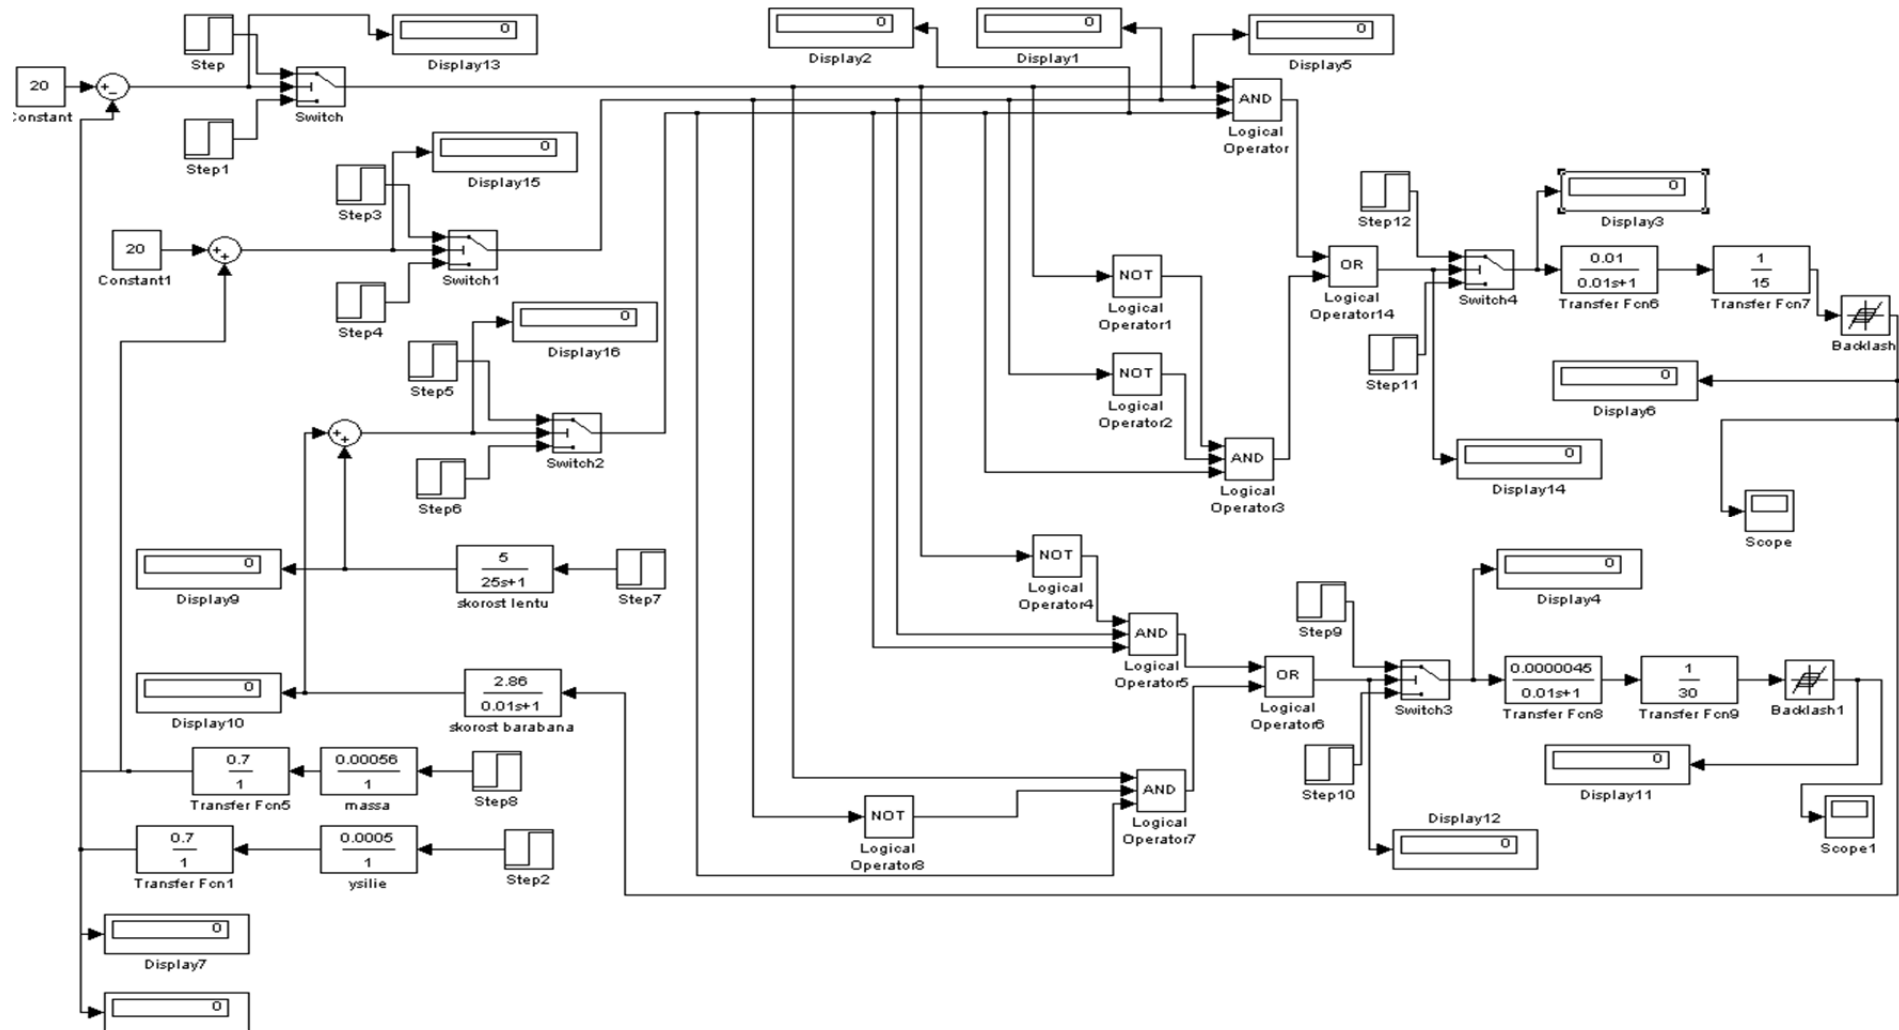 0
Step
Display13
0
Display2
0
Display1
0
Display5
20
Constant
+
−
Switch
Step1
AND
Logical
Operator
0
Display15
Step3
20
Constant1
+
+
Switch1
Step4
0
Display16
Step5
+
+
Switch2
Step6
NOT
Logical
Operator1
NOT
Logical
Operator2
AND
Logical
Operator3
OR
Logical
Operator14
Step12
Switch4
Step11
0
Display3
0.01
0.01s+1
Transfer Fcn6
1
15
Transfer Fcn7
Backlash
0
Display6
0
Display14
Scope
0
Display9
5
25s+1
skorost lentu
Step7
NOT
Logical
Operator4
AND
Logical
Operator5
0
Display10
2.86
0.01s+1
skorost barabana
OR
Logical
Operator6
Step9
Switch3
Step10
0
Display4
0.0000045
0.01s+1
Transfer Fcn8
1
30
Transfer Fcn9
Backlash1
0
Display11
Scope1
Display12
0
0.7
1
Transfer Fcn5
0.00056
1
massa
Step8
NOT
Logical
Operator8
AND
Logical
Operator7
0.7
1
Transfer Fcn1
0.0005
1
ysilie
Step2
0
Display7
0